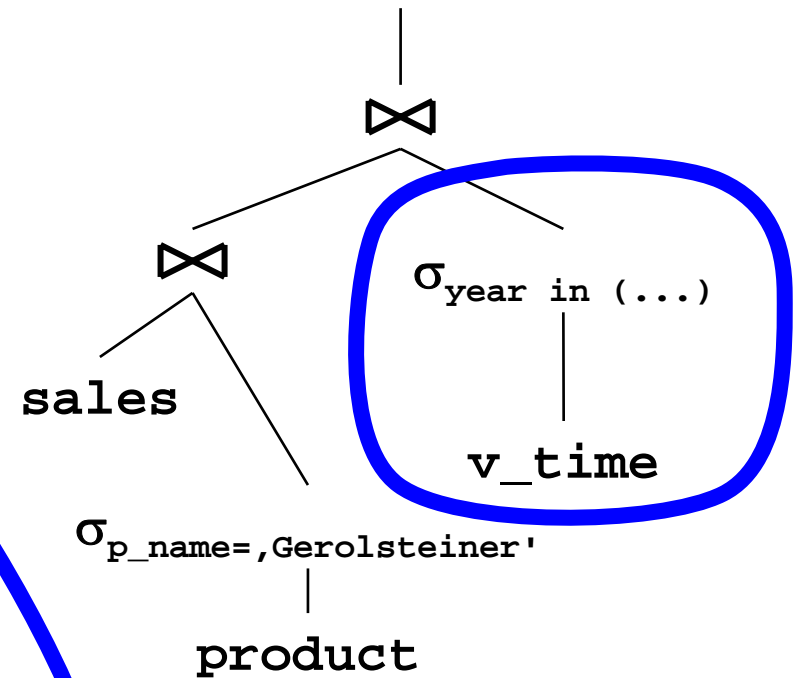 ⋈
⋈
σyear in (...)
sales
v_time
σp_name=‚Gerolsteiner'
product